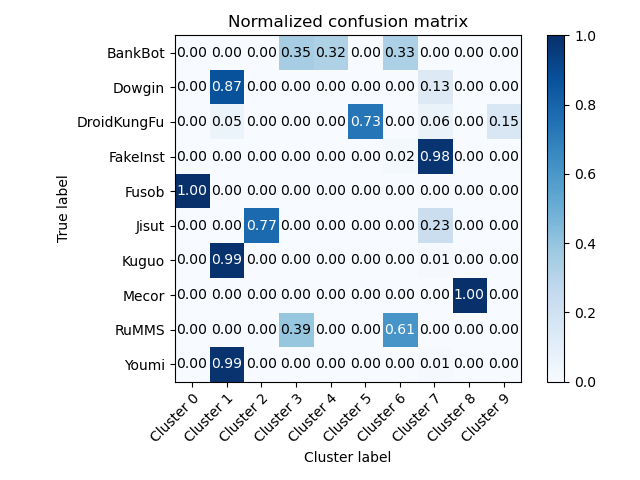 Normalized confusion matrix
BankBot 0.00 0.00 0.00 0.35 0.32 0.00 0.33 0.00 0.00 0.00
Dowgin 0.00 0.87 0.00 0.00 0.00 0.00 0.00 0.13 0.00 0.00
DroidKungFu 0.00 0.05 0.00 0.00 0.00 0.73 0.00 0.06 0.00 0.15
FakeInst 0.00 0.00 0.00 0.00 0.00 0.00 0.02 0.98 0.00 0.00
Fusob 1.00 0.00 0.00 0.00 0.00 0.00 0.00 0.00 0.00 0.00
Jisut 0.00 0.00 0.77 0.00 0.00 0.00 0.00 0.23 0.00 0.00
Kuguo 0.00 0.99 0.00 0.00 0.00 0.00 0.00 0.01 0.00 0.00
Mecor 0.00 0.00 0.00 0.00 0.00 0.00 0.00 0.00 1.00 0.00
RuMMS 0.00 0.00 0.00 0.39 0.00 0.00 0.61 0.00 0.00 0.00
Youmi 0.00 0.99 0.00 0.00 0.00 0.00 0.00 0.01 0.00 0.00
True label
Cluster 0 Cluster 1 Cluster 2 Cluster 3 Cluster 4 Cluster 5 Cluster 6 Cluster 7 Cluster 8 Cluster 9
Cluster label
1.0
0.8
0.6
0.4
0.2
0.0